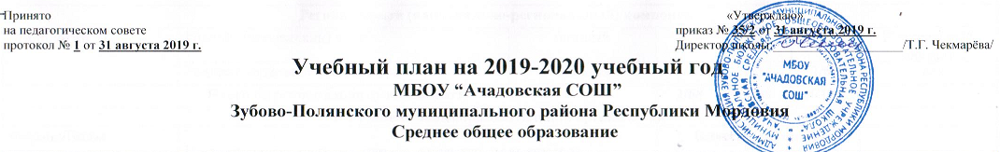 Принято
на педагогическом совете
протокол № 1 от 31 августа 2019 г.
«Утверждаю»
приказ № 35/2 от 31 августа 2019 г.
Директор школы: /Т.Г. Чекмарёва/
Учебный план на 2019-2020 учебный год
МБОУ “Ачадовская СОШ”
Зубово-Полянского муниципального района Республики Мордовия
Среднее общее образование
МБОУ
"АЧАДОВСКАЯ
СОШ"